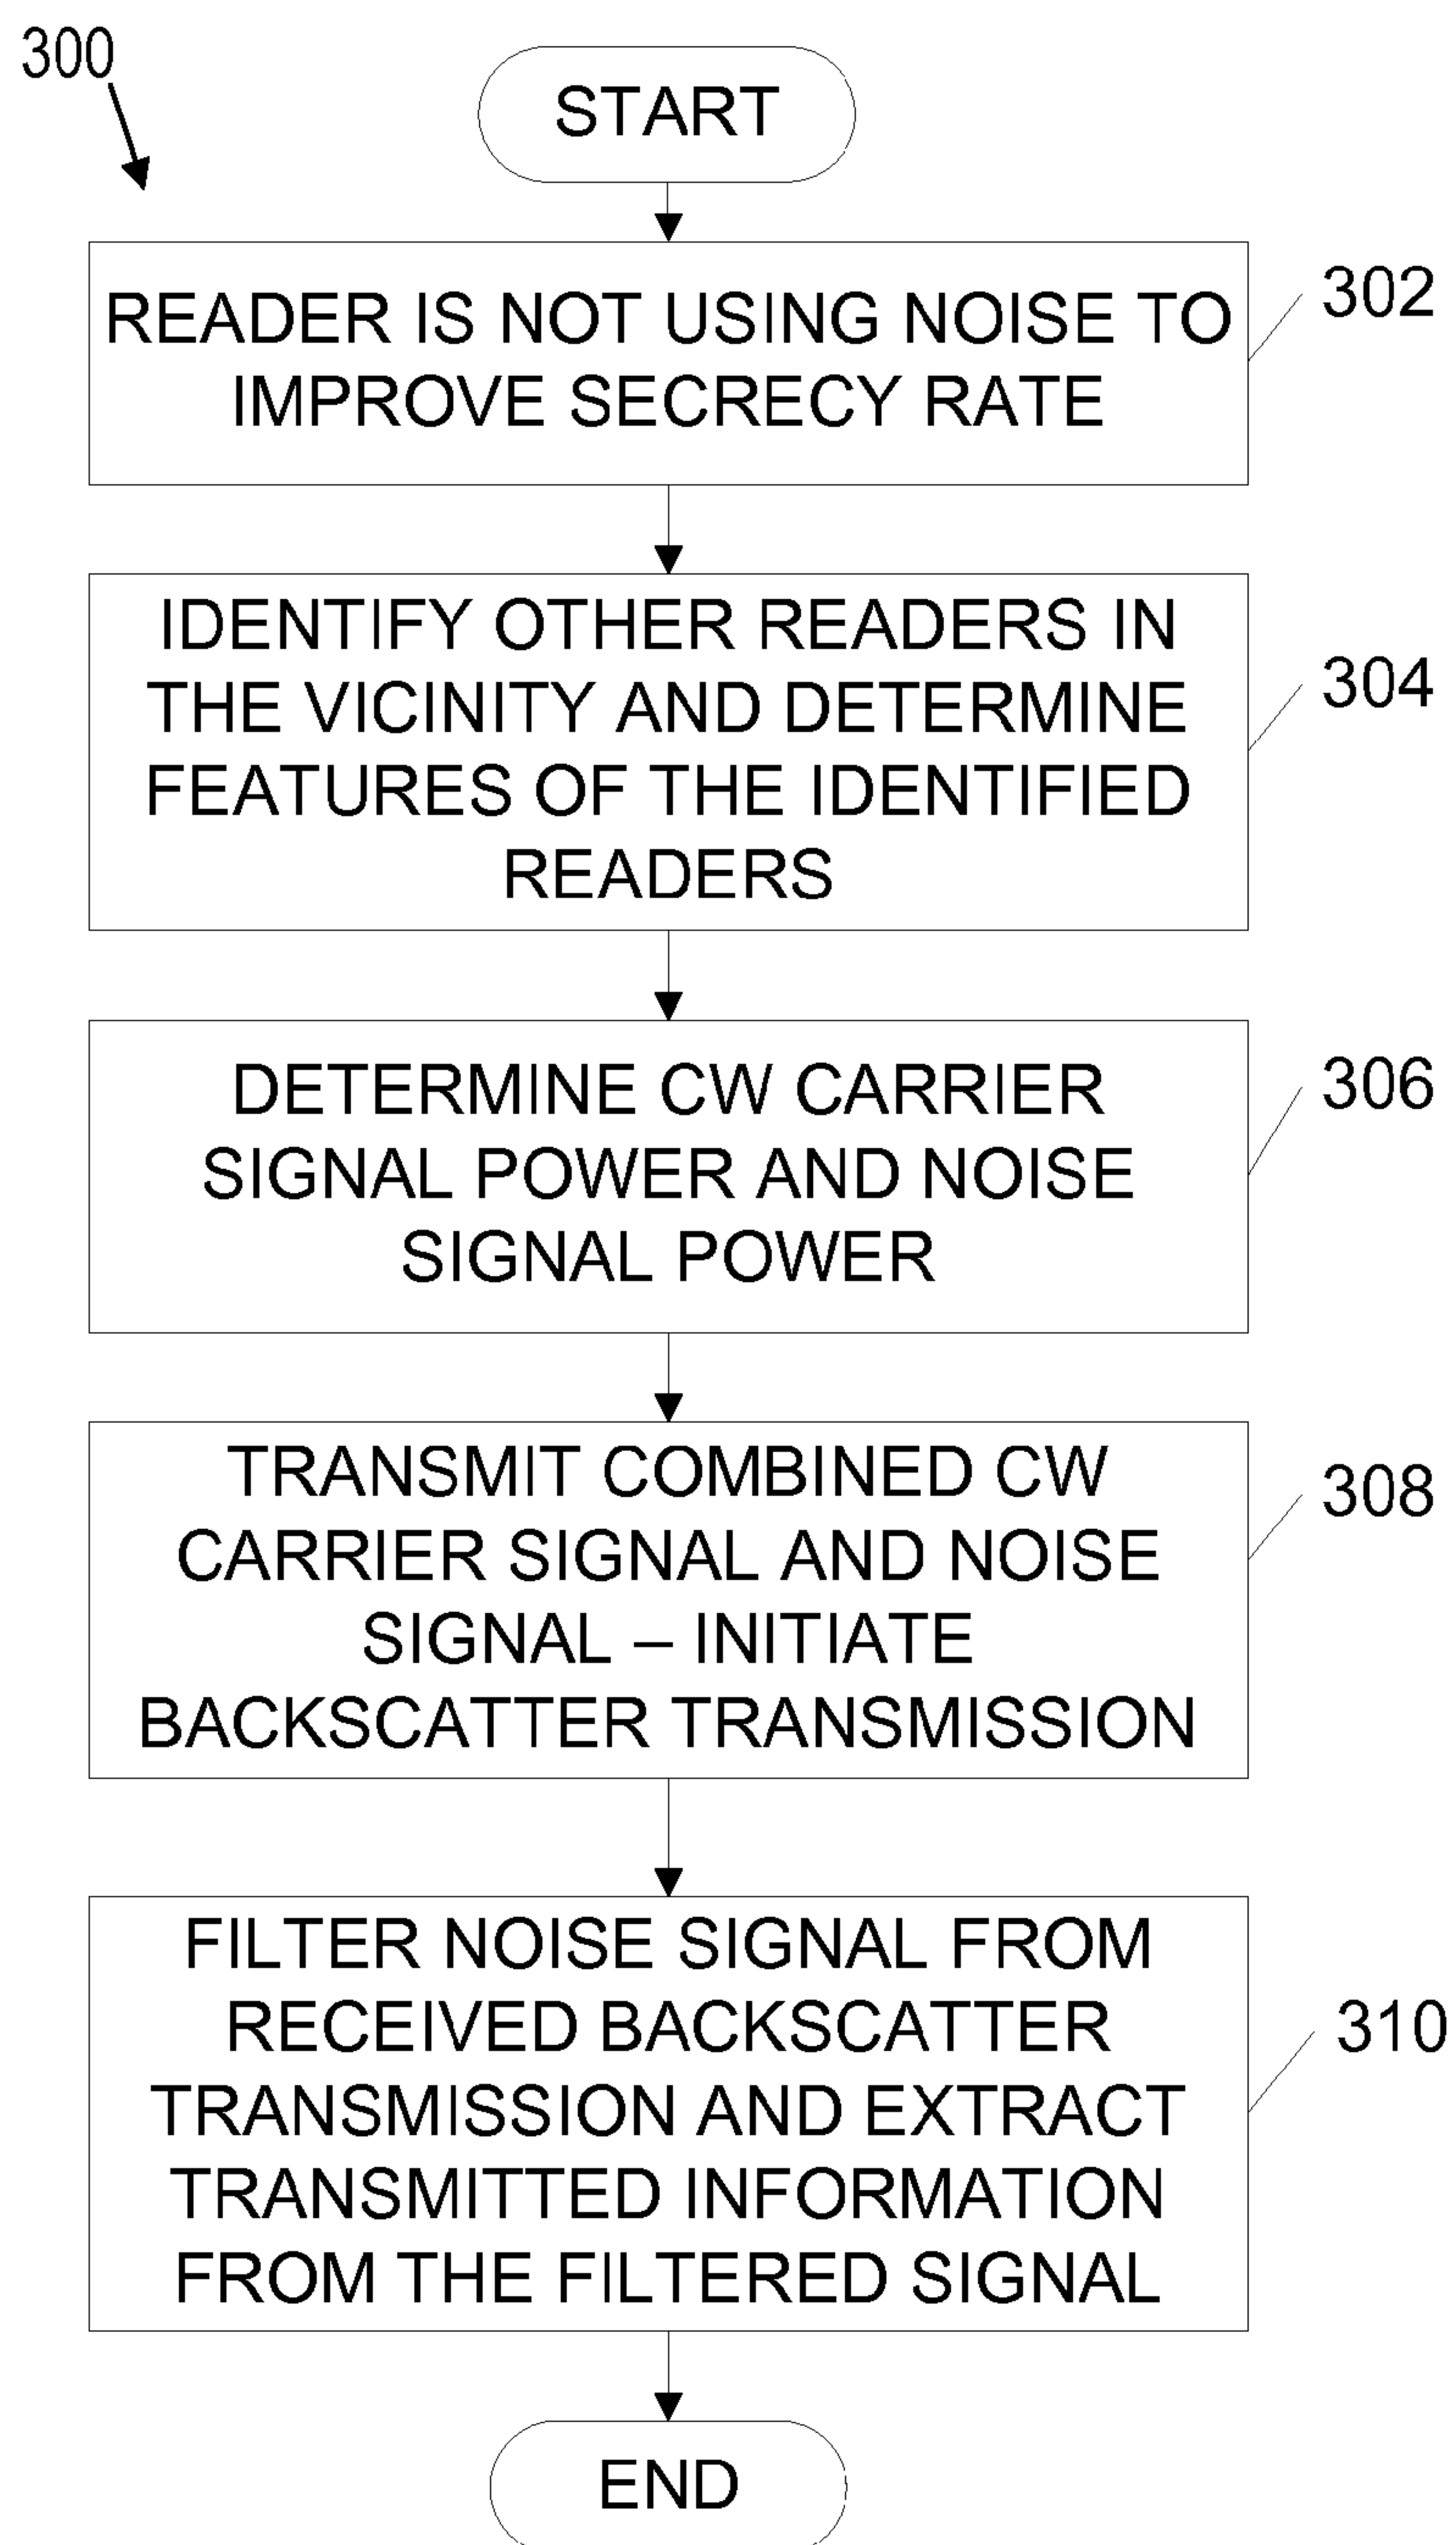 300
START
READER IS NOT USING NOISE TO
IMPROVE SECRECY RATE
302
IDENTIFY OTHER READERS IN
THE VICINITY AND DETERMINE
FEATURES OF THE IDENTIFIED
READERS
304
DETERMINE CW CARRIER
SIGNAL POWER AND NOISE
SIGNAL POWER
306
TRANSMIT COMBINED CW
CARRIER SIGNAL AND NOISE
SIGNAL – INITIATE
BACKSCATTER TRANSMISSION
308
FILTER NOISE SIGNAL FROM
RECEIVED BACKSCATTER
TRANSMISSION AND EXTRACT
TRANSMITTED INFORMATION
FROM THE FILTERED SIGNAL
310
END